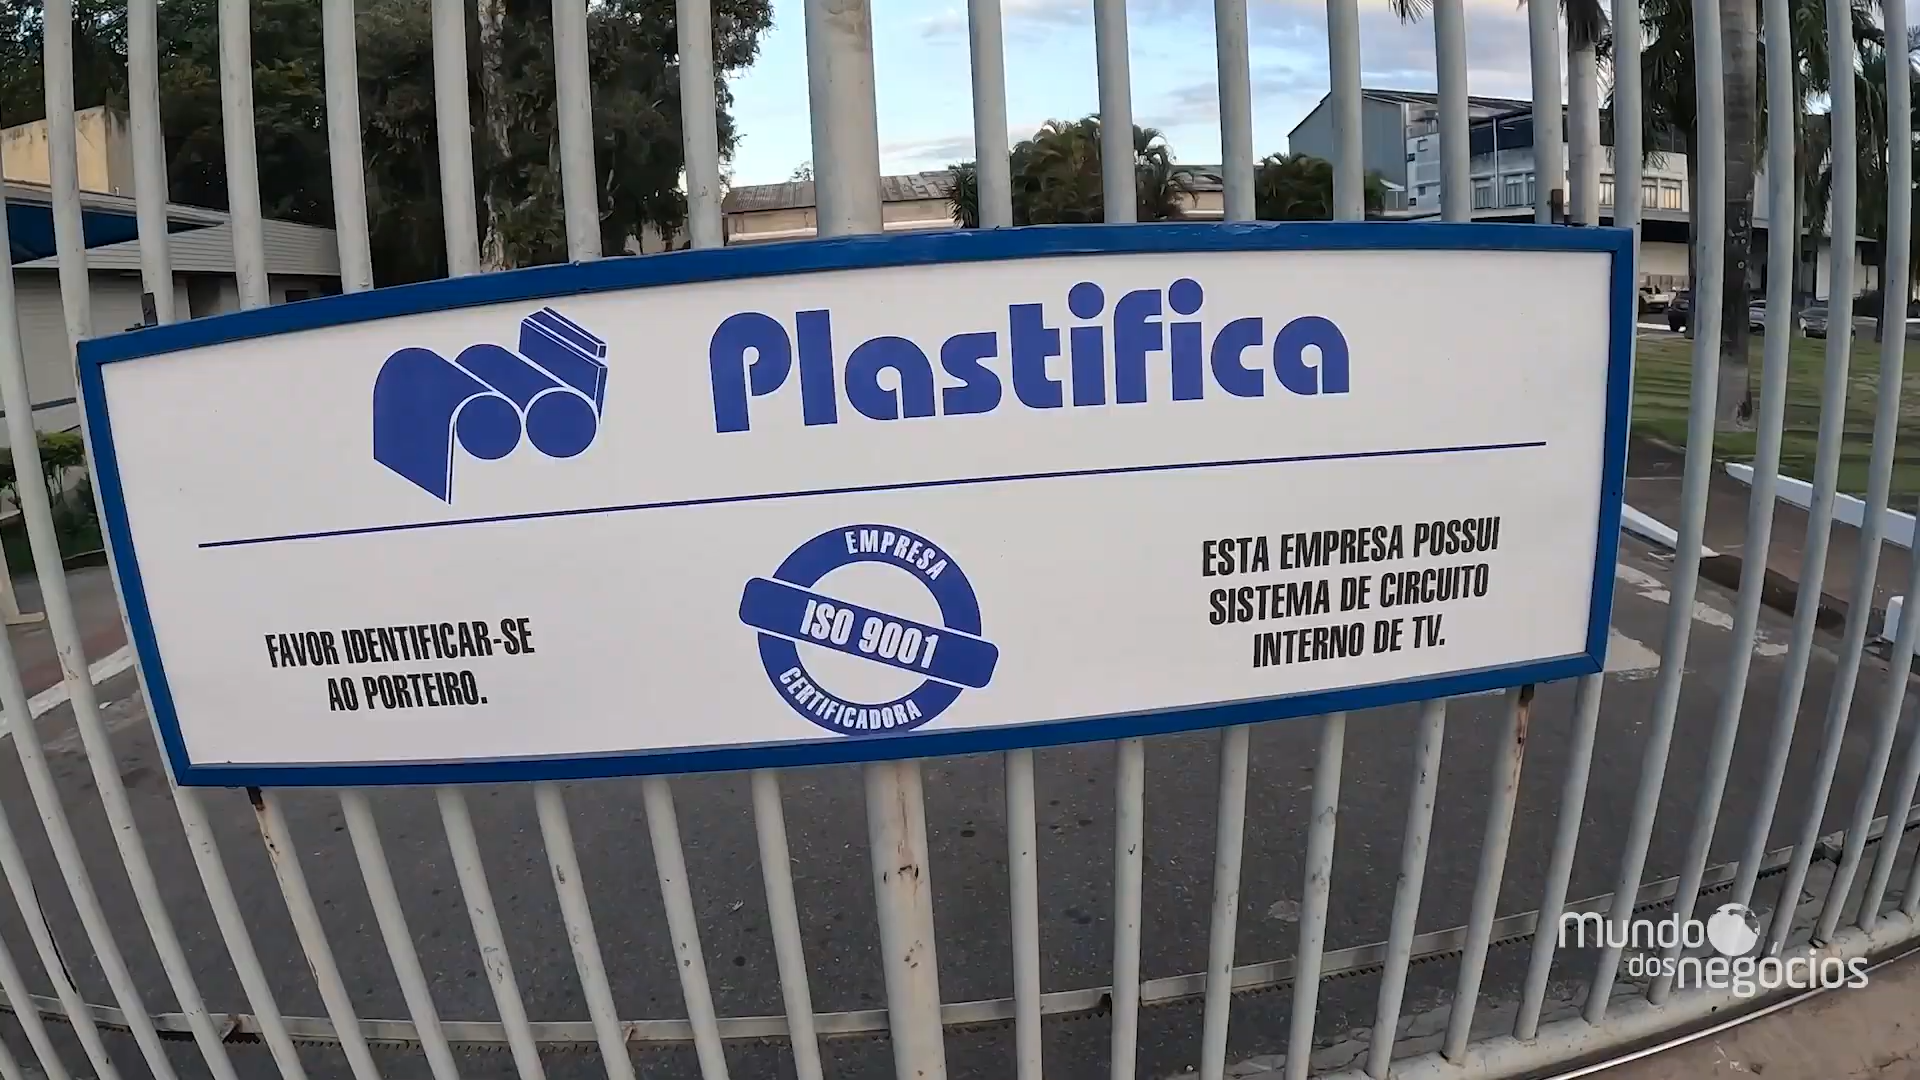 Plastifica
EMPRESA
ISO 9001
CERTIFICADORA
FAVOR IDENTIFICAR-SE
AO PORTEIRO.
ESTA EMPRESA POSSUI
SISTEMA DE CIRCUITO
INTERNO DE TV.
Mundo
dos negócios